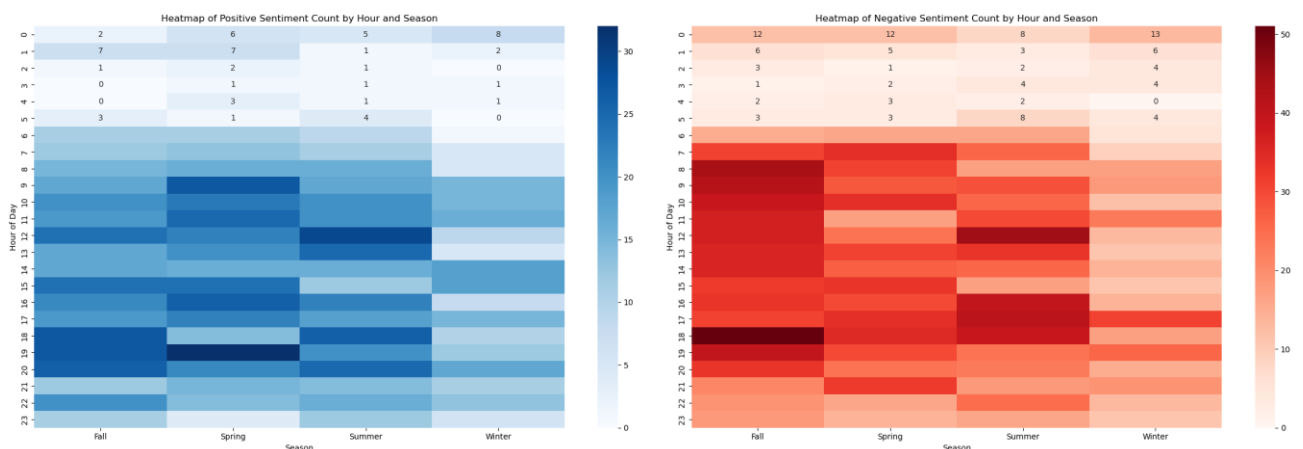 Heatmap of Positive Sentiment Count by Hour and Season
0 2 6 5 8
1 7 7 1 2
2 1 2 1 0
3 0 1 1 1
4 0 3 1 1
5 3 1 4 0
6
7
8
9
10
11
12
13
14
15
16
17
18
19
20
21
22
23
Hour of Day
Fall Spring Summer Winter
Season
30
25
20
15
10
5
0
Heatmap of Negative Sentiment Count by Hour and Season
0 12 12 8 13
1 6 5 3 6
2 3 1 2 4
3 1 2 4 4
4 2 3 2 0
5 3 3 8 4
6
7
8
9
10
11
12
13
14
15
16
17
18
19
20
21
22
23
Hour of Day
Fall Spring Summer Winter
Season
50
40
30
20
10
0